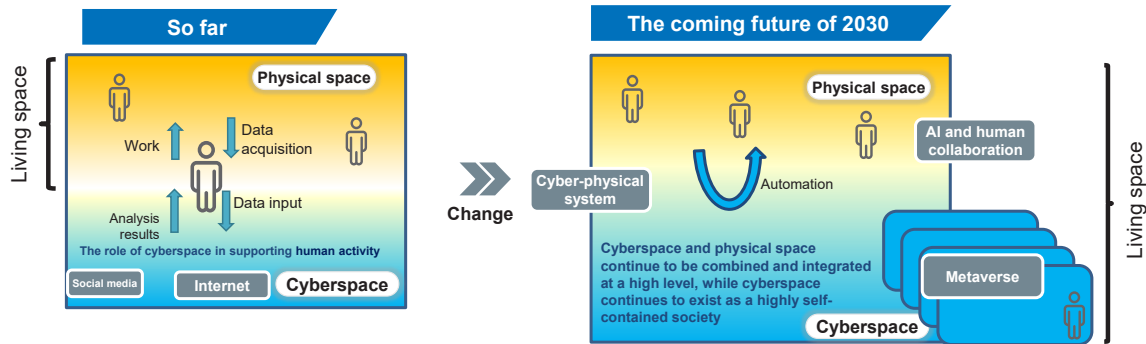 So far
Living space
Physical space
Work
Data
acquisition
Analysis
results
Data input
The role of cyberspace in supporting human activity
Social media
Internet
Cyberspace
Change
The coming future of 2030
Physical space
AI and human
collaboration
Cyber-physical
system
Automation
Cyberspace and physical space
continue to be combined and integrated
at a high level, while cyberspace
continues to exist as a highly self-
contained society
Metaverse
Cyberspace
Living space